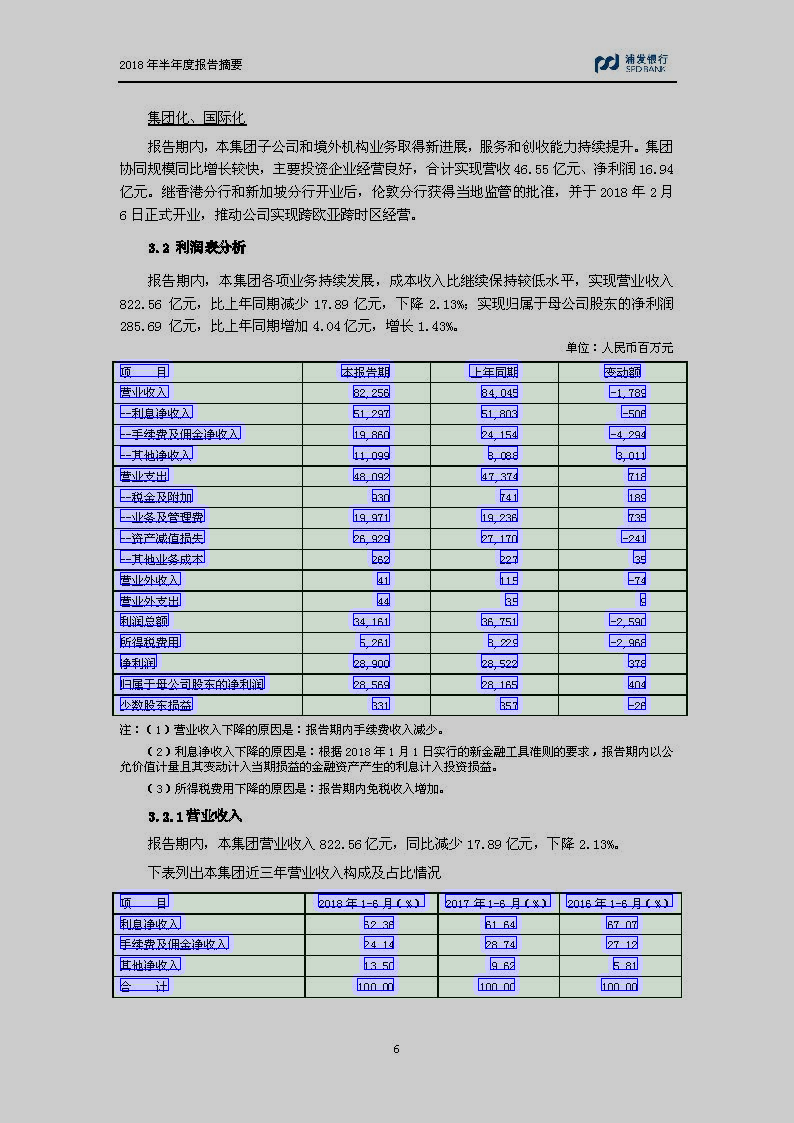 2018 年半年度报告摘要
浦发银行
SPD BANK
集团化、国际化
报告期内，本集团子公司和境外机构业务取得新进展，服务和创收能力持续提升。集团
协同规模同比增长较快，主要投资企业经营良好，合计实现营收 46.55 亿元、净利润 16.94
亿元。继香港分行和新加坡分行开业后，伦敦分行获得当地监管的批准，并于 2018 年 2 月
6 日正式开业，推动公司实现跨欧亚跨时区经营。
3.2 利润表分析
报告期内，本集团各项业务持续发展，成本收入比继续保持较低水平，实现营业收入
822.56 亿元，比上年同期减少 17.89 亿元，下降 2.13%；实现归属于母公司股东的净利润
285.69 亿元，比上年同期增加 4.04 亿元，增长 1.43%。
单位：人民币百万元
项 目 本报告期 上年同期 变动额
营业收入 82,256 84,045 -1,789
--利息净收入 51,297 51,803 -506
--手续费及佣金净收入 19,860 24,154 -4,294
--其他净收入 11,099 8,088 3,011
营业支出 48,092 47,374 718
--税金及附加 930 741 189
--业务及管理费 19,971 19,236 735
--资产减值损失 26,929 27,170 -241
--其他业务成本 262 227 35
营业外收入 41 115 -74
营业外支出 44 35 9
利润总额 34,161 36,751 -2,590
所得税费用 5,261 8,229 -2,968
净利润 28,900 28,522 378
归属于母公司股东的净利润 28,569 28,165 404
少数股东损益 331 357 -26
注：（1）营业收入下降的原因是：报告期内手续费收入减少。
（2）利息净收入下降的原因是：根据 2018 年 1 月 1 日实行的新金融工具准则的要求，报告期内以公
允价值计量且其变动计入当期损益的金融资产产生的利息计入投资损益。
（3）所得税费用下降的原因是：报告期内免税收入增加。
3.2.1 营业收入
报告期内，本集团营业收入 822.56 亿元，同比减少 17.89 亿元，下降 2.13%。
下表列出本集团近三年营业收入构成及占比情况
项 目 2018 年 1-6 月（%） 2017 年 1-6 月（%） 2016 年 1-6 月（%）
利息净收入 62.36 61.64 67.07
手续费及佣金净收入 24.14 28.74 27.12
其他净收入 13.50 9.62 5.81
合 计 100.00 100.00 100.00
6